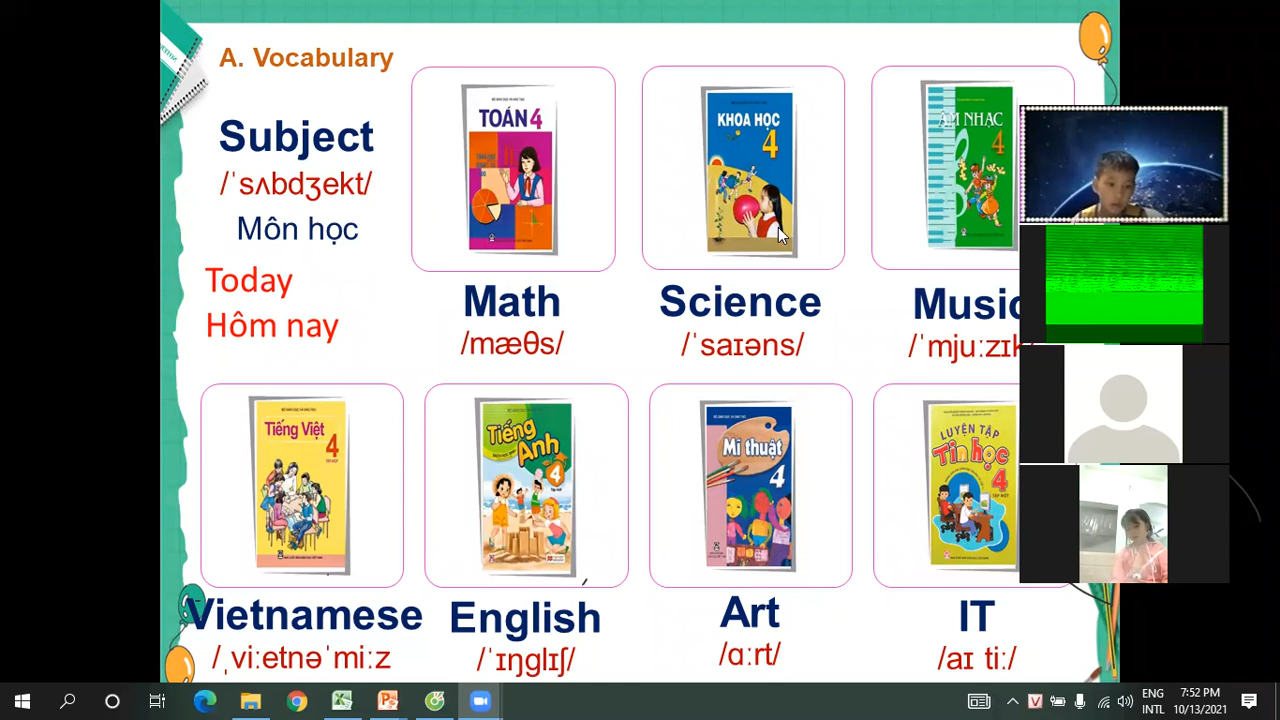 A. Vocabulary
Subject
/ˈsʌbdʒekt/
Môn học
Today
Hôm nay
TOÁN 4
Math
/mæθs/
KHOA HỌC
4
Science
/ˈsaɪəns/
ÂM NHẠC
4
Music
/ˈmjuːzɪk/
Tiếng Việt
4
Vietnamese
/ˌviːetnəˈmiːz
Tiếng Anh
4
English
/ˈɪŋglɪʃ/
Mĩ thuật
4
Art
/ɑːrt/
LUYỆN TẬP
Tin học
4
IT
/aɪ tiː/
ENG
INTL
7:52 PM
10/13/2021